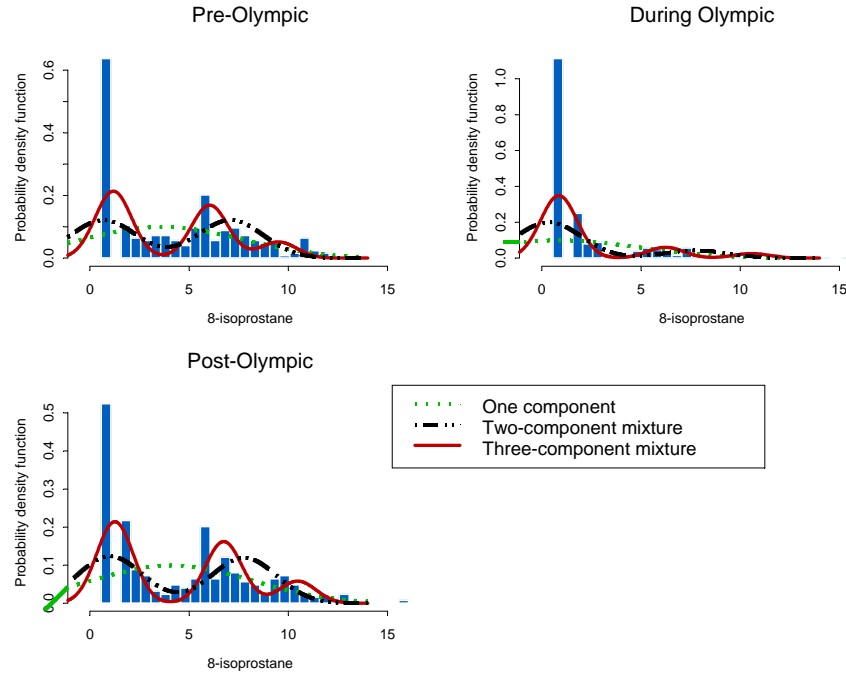 Pre-Olympic
Probability density function
0.0 0.2 0.4 0.6
0 5 10 15
8-isoprostane
During Olympic
Probability density function
0.0 0.2 0.4 0.6 0.8 1.0
0 5 10 15
8-isoprostane
Post-Olympic
Probability density function
0.0 0.1 0.2 0.3 0.4 0.5
0 5 10 15
8-isoprostane
One component
Two-component mixture
Three-component mixture